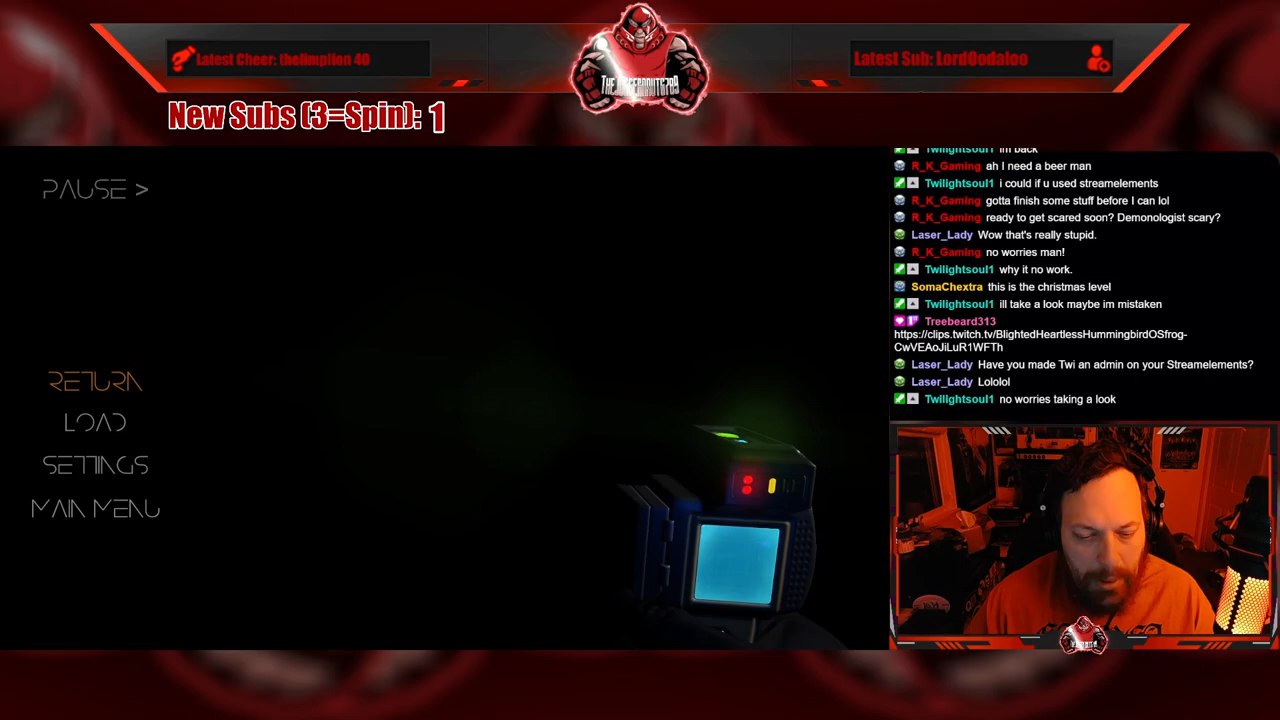 Latest Cheer: thelimplion 40
Latest Sub: LordOodaloo
New Subs (3=Spin): 1
PAUSE >
RETURN
LOAD
SETTINGS
MAIN MENU
Twilightsoul1 im back
R_K_Gaming ah I need a beer man
Twilightsoul1 i could if u used streamelements
R_K_Gaming gotta finish some stuff before I can lol
R_K_Gaming ready to get scared soon? Demonologist scary?
Laser_Lady Wow that's really stupid.
R_K_Gaming no worries man!
Twilightsoul1 why it no work.
SomaChextra this is the christmas level
Twilightsoul1 ill take a look maybe im mistaken
Treebeard313
https://clips.twitch.tv/BlightedHeartlessHummingbirdOSfrog-
CwVEAoJiLuR1WFTh
Laser_Lady Have you made Twi an admin on your Streamelements?
Laser_Lady Lololol
Twilightsoul1 no worries taking a look